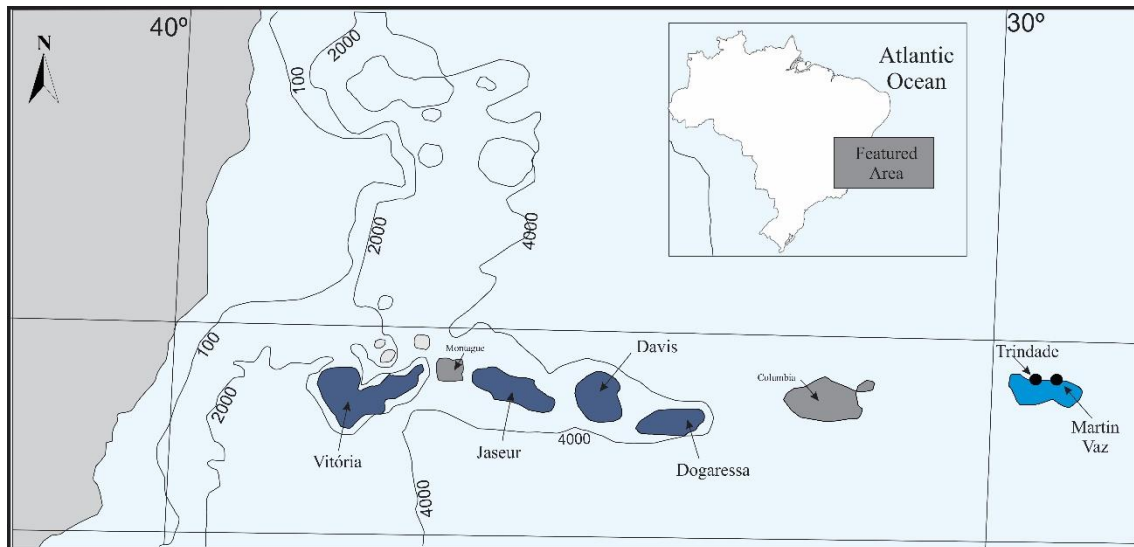 40º
30º
N
100
2000
Atlantic
Ocean
Featured
Area
2000
4000
100
2000
Montague
Davis
Columbia
Trindade
Martin
Vaz
Vitória
Jaseur
4000
Dogaressa
4000